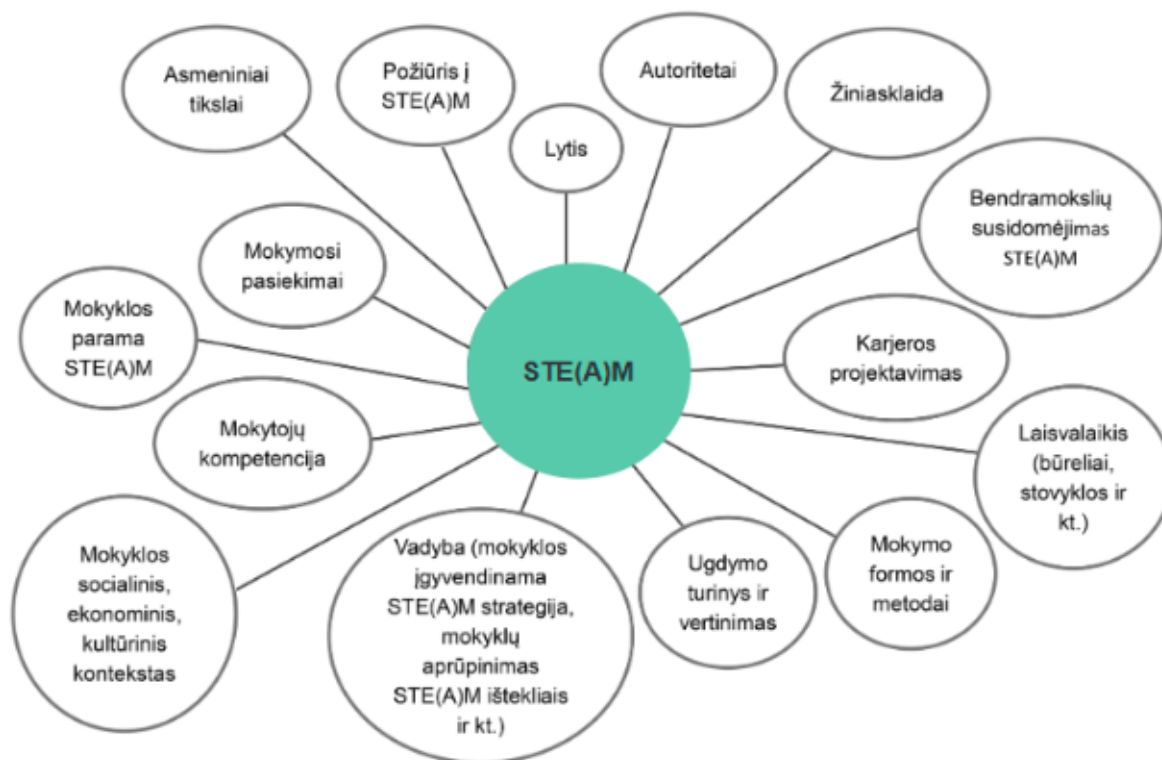 Asmeniniai
tikslai
Požiūris į
STE(A)M
Lytis
Autoritetai
Žiniasklaida
Bendramokslių
susidomėjimas
STE(A)M
Mokymosi
pasiekimai
Mokyklos
parama
STE(A)M
STE(A)M
Karjeros
projektavimas
Mokytojų
kompetencija
Laisvalaikis
(būreliai,
stovyklos ir
kt.)
Mokyklos
socialinis,
ekonominis,
kultūrinis
kontekstas
Vadyba (mokyklos
įgyvendinama
STE(A)M strategija,
mokyklų
aprūpinimas
STE(A)M ištekliais
ir kt.)
Ugdymo
turinys ir
vertinimas
Mokymo
formos ir
metodai